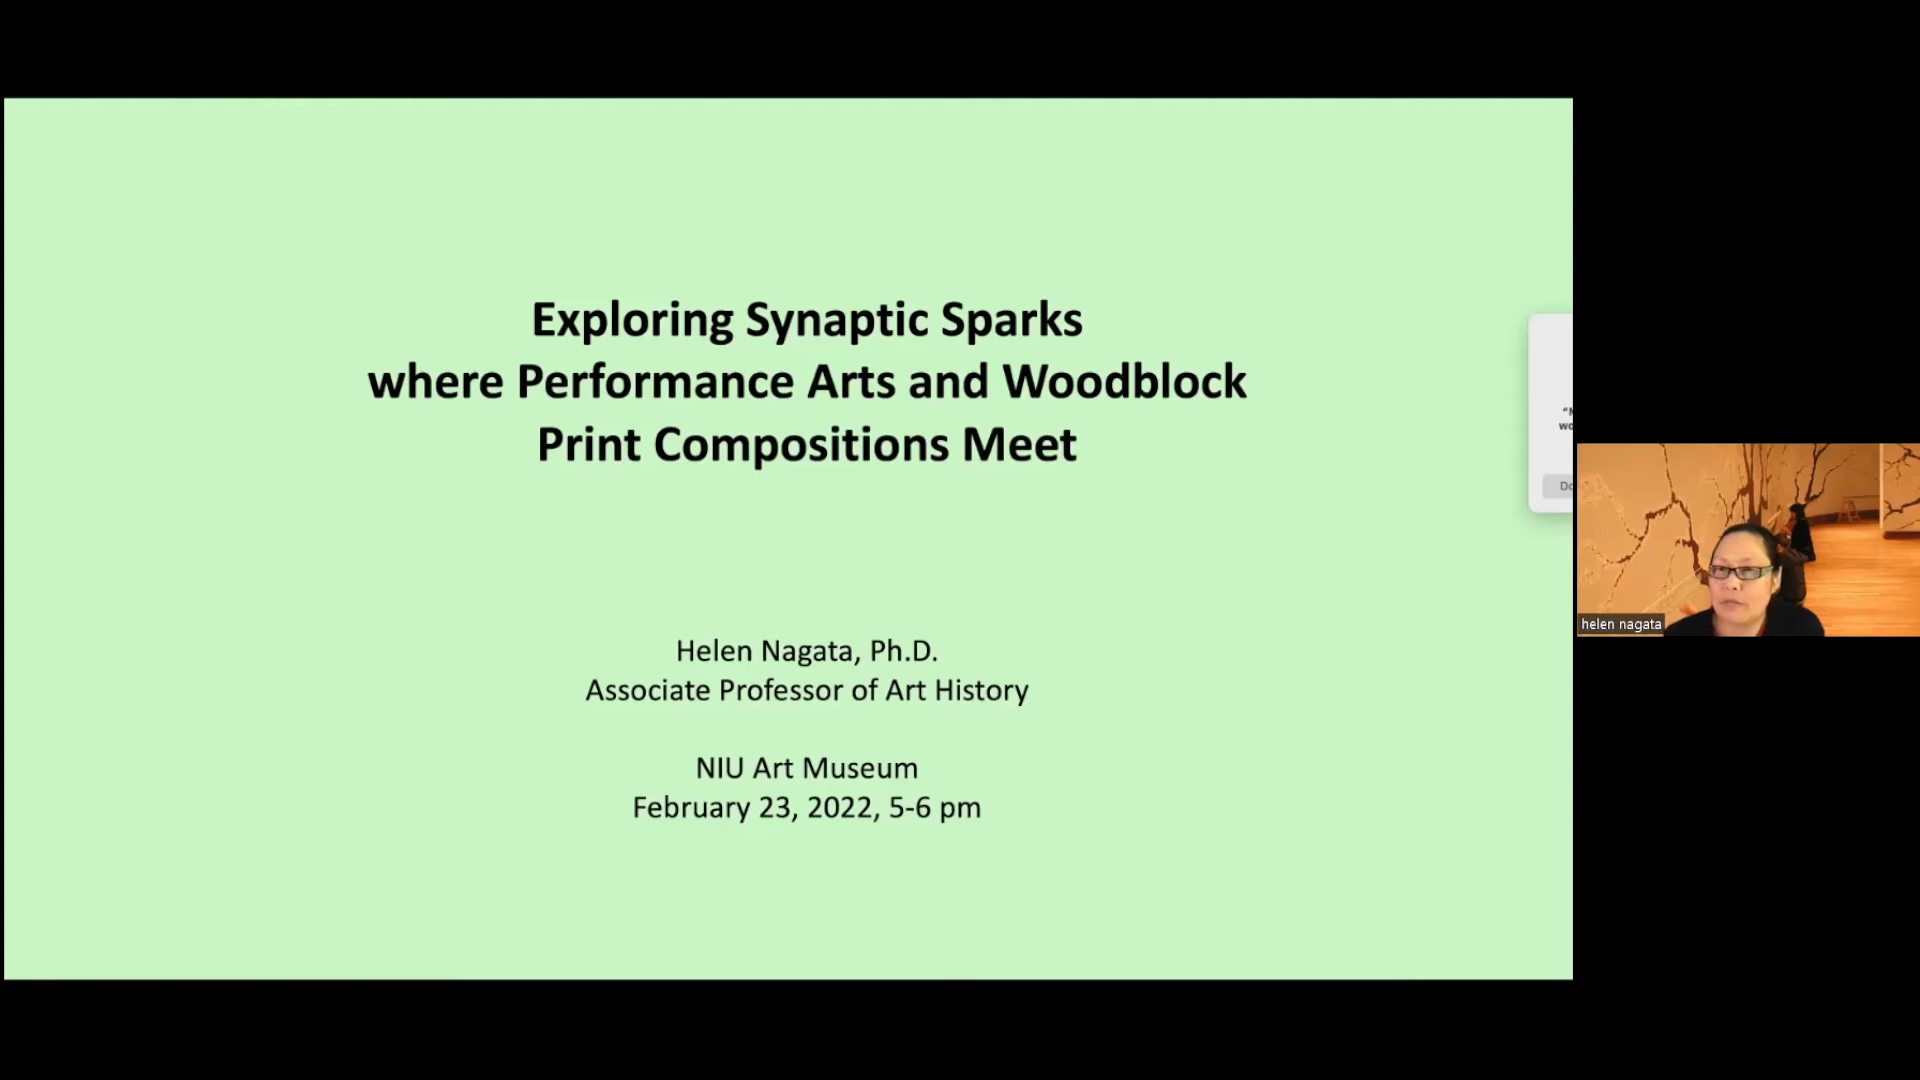 Exploring Synaptic Sparks
where Performance Arts and Woodblock
Print Compositions Meet
Helen Nagata, Ph.D.
Associate Professor of Art History
NIU Art Museum
February 23, 2022, 5-6 pm
helen nagata